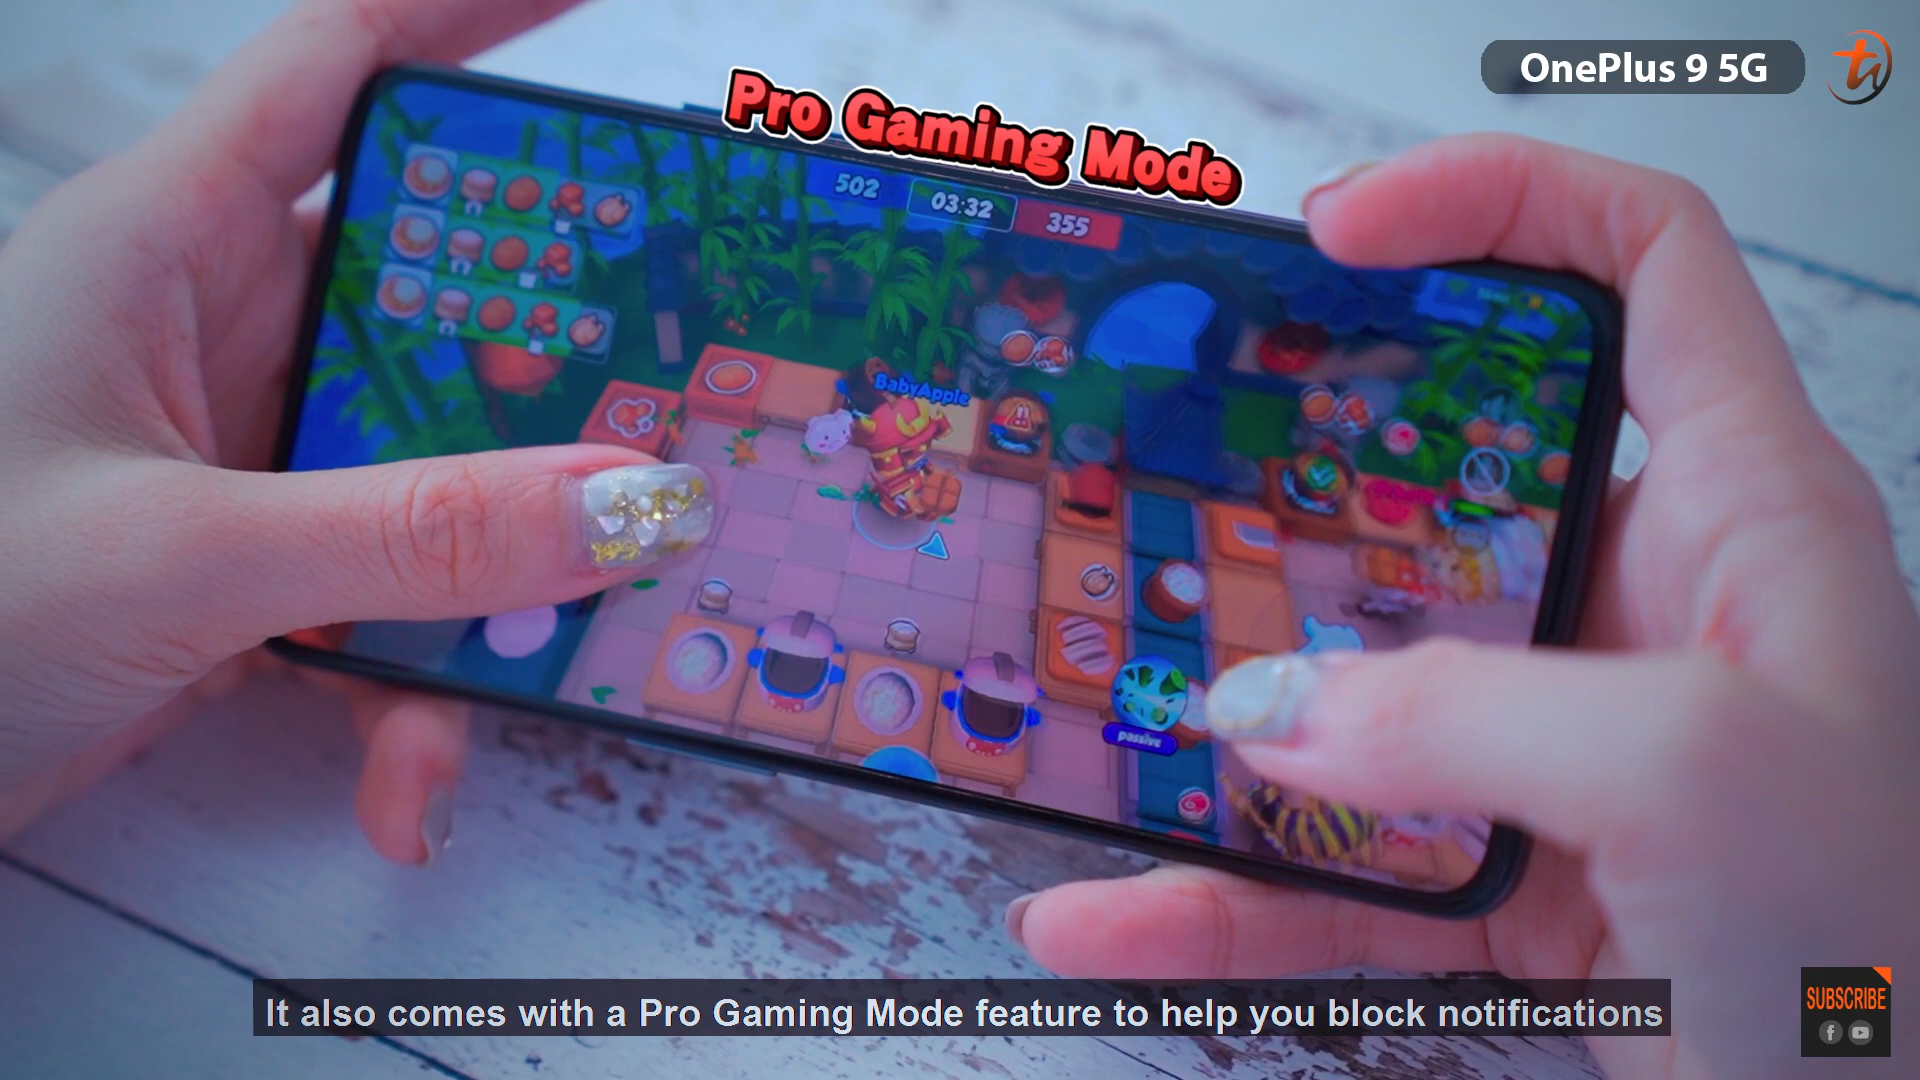 OnePlus 9 5G
Pro Gaming Mode
502
03:32
355
BabyApple
passive
It also comes with a Pro Gaming Mode feature to help you block notifications
SUBSCRIBE